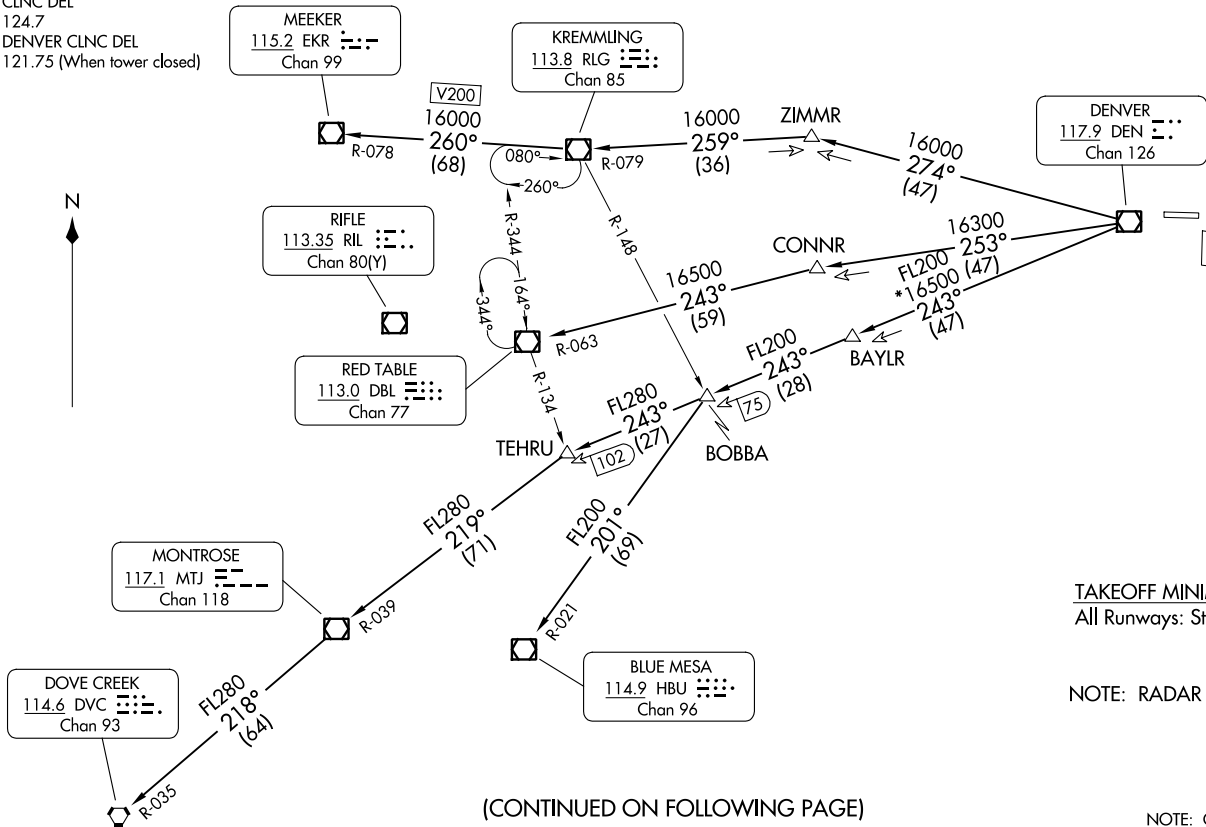 CLNC DEL
124.7
DENVER CLNC DEL
121.75 (When tower closed)
MEEKER
115.2 EKR
Chan 99
KREMMLING
113.8 RLG
Chan 85
DENVER
117.9 DEN
Chan 126
V200
16000
260°
(68)
R-078
080°
260°
R-079
16000
259°
(36)
ZIMMR
16000
274°
(47)
N
RIFLE
113.35 RIL
Chan 80(Y)
R-344
R-148
164°
344°
CONNR
16300
253°
(47)
FL200
*16500
243°
(47)
16500
243°
(59)
R-063
BAYLR
RED TABLE
113.0 DBL
Chan 77
R-134
FL200
243°
(28)
75
BOBBA
FL280
243°
(27)
102
TEHRU
FL280
219°
(71)
FL200
201°
(69)
MONTROSE
117.1 MTJ
Chan 118
R-039
R-021
BLUE MESA
114.9 HBU
Chan 96
DOVE CREEK
114.6 DVC
Chan 93
FL280
218°
(64)
R-035
TAKEOFF MINI
All Runways: St
NOTE: RADAR
(CONTINUED ON FOLLOWING PAGE)
NOTE: